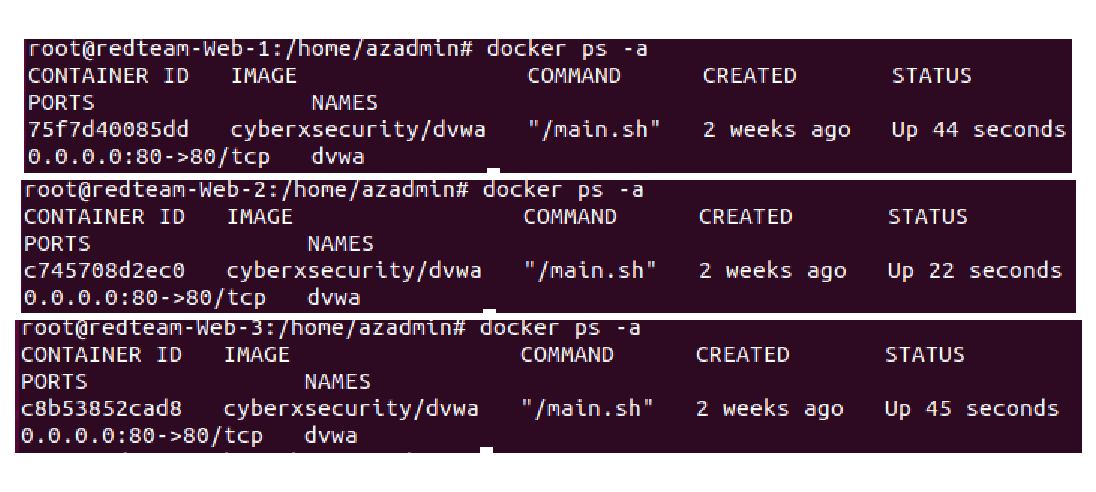 root@redteam-Web-1:/home/azadmin# docker ps -a
CONTAINER ID   IMAGE                COMMAND      CREATED       STATUS
PORTS                NAMES
75f7d40085dd   cyberxsecurity/dvwa   "/main.sh"   2 weeks ago   Up 44 seconds
0.0.0.0:80->80/tcp   dvwa
root@redteam-Web-2:/home/azadmin# docker ps -a
CONTAINER ID   IMAGE                COMMAND      CREATED       STATUS
PORTS                NAMES
c745708d2ec0   cyberxsecurity/dvwa   "/main.sh"   2 weeks ago   Up 22 seconds
0.0.0.0:80->80/tcp   dvwa
root@redteam-Web-3:/home/azadmin# docker ps -a
CONTAINER ID   IMAGE                COMMAND      CREATED       STATUS
PORTS                NAMES
c8b53852cad8   cyberxsecurity/dvwa   "/main.sh"   2 weeks ago   Up 45 seconds
0.0.0.0:80->80/tcp   dvwa